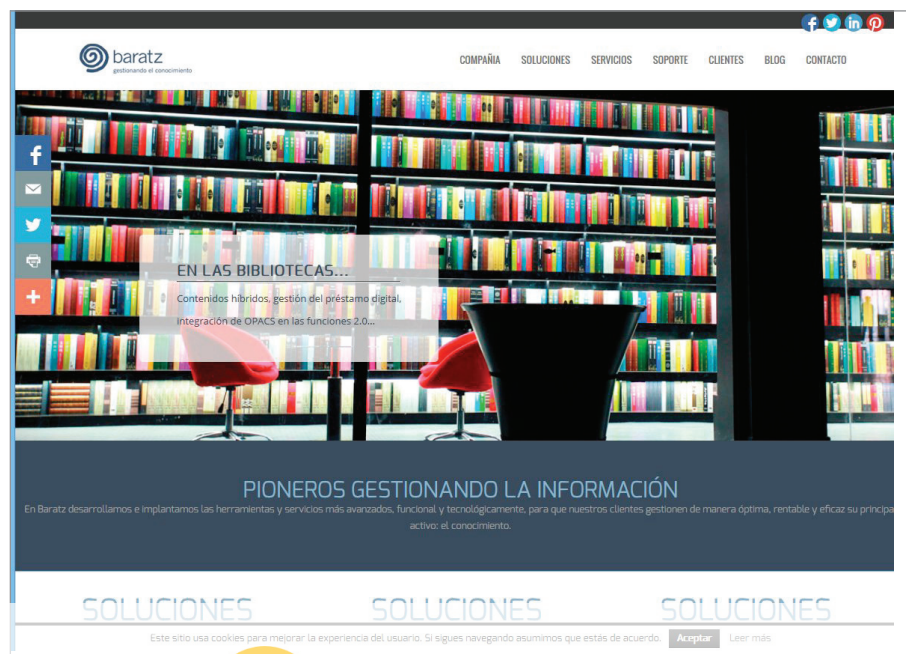 baratz
gestionando el conocimiento
COMPAÑIA SOLUCIONES SERVICIOS SOPORTE CLIENTES BLOG CONTACTO
EN LAS BIBLIOTECAS...
Contenidos híbridos, gestión del préstamo digital,
integración de OPACS en las funciones 2.0...
PIONEROS GESTIONANDO LA INFORMACIÓN
En Baratz desarrollamos e implantamos las herramientas y servicios más avanzados, funcional y tecnológicamente, para que nuestros clientes gestionen de manera óptima, rentable y eficaz su principa
activo: el conocimiento.
SOLUCIONES SOLUCIONES SOLUCIONES
Este sitio usa cookies para mejorar la experiencia del usuario. Si sigues navegando asumimos que estás de acuerdo. Aceptar Leer más